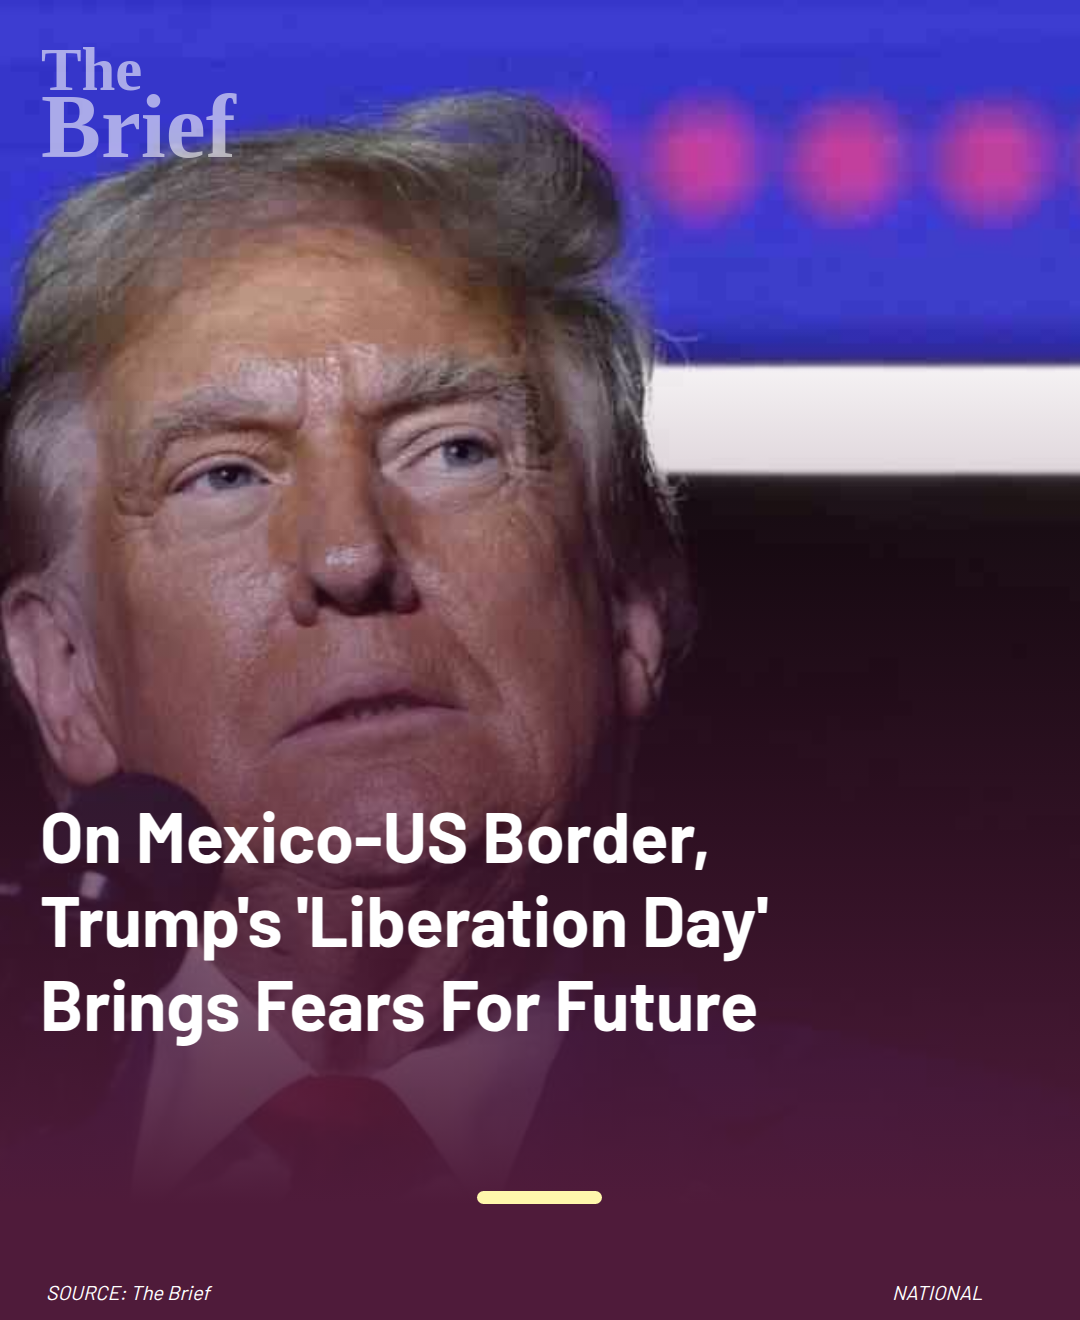 The
Brief
On Mexico-US Border,
Trump's 'Liberation Day'
Brings Fears For Future
SOURCE: The Brief
NATIONAL